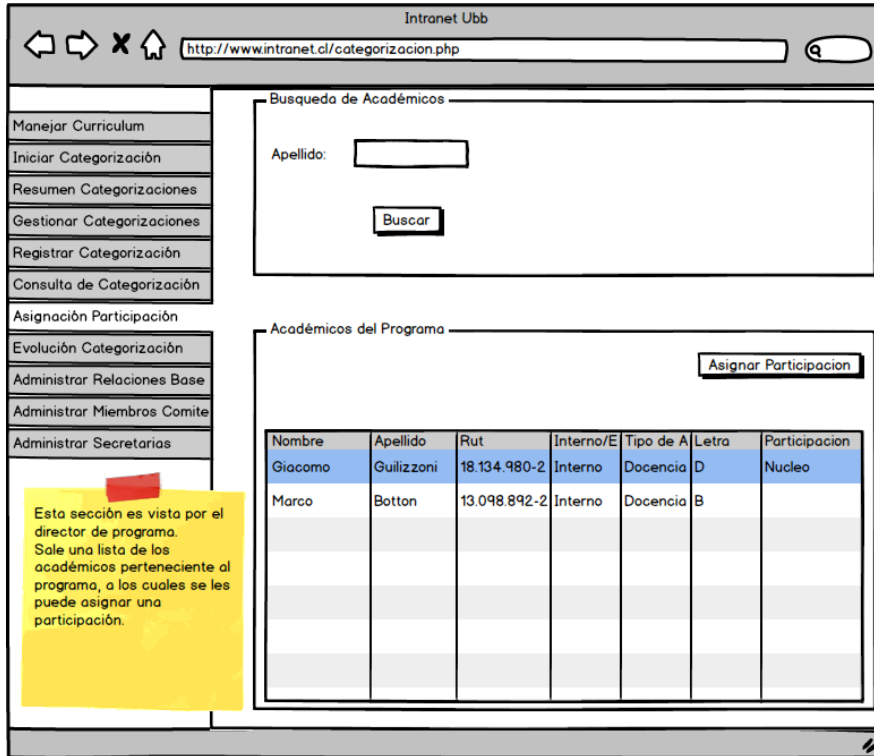 Intranet Ubb
http://www.intranet.cl/categorizacion.php
Manejar Curriculum
Iniciar Categorización
Resumen Categorizaciones
Gestionar Categorizaciones
Registrar Categorización
Consulta de Categorización
Asignación Participación
Evolución Categorización
Administrar Relaciones Base
Administrar Miembros Comite
Administrar Secretarias
Esta sección es vista por el
director de programa.
Sale una lista de los
académicos perteneciente al
programa, a los cuales se les
puede asignar una
participación.
Busqueda de Académicos
Apellido:
Buscar
Académicos del Programa
Asignar Participacion
Nombre Apellido Rut Interno/E Tipo de A Letra Participacion
Giacomo Guilizzoni 18.134.980-2 Interno Docencia D Nucleo
Marco Botton 13.098.892-2 Interno Docencia B